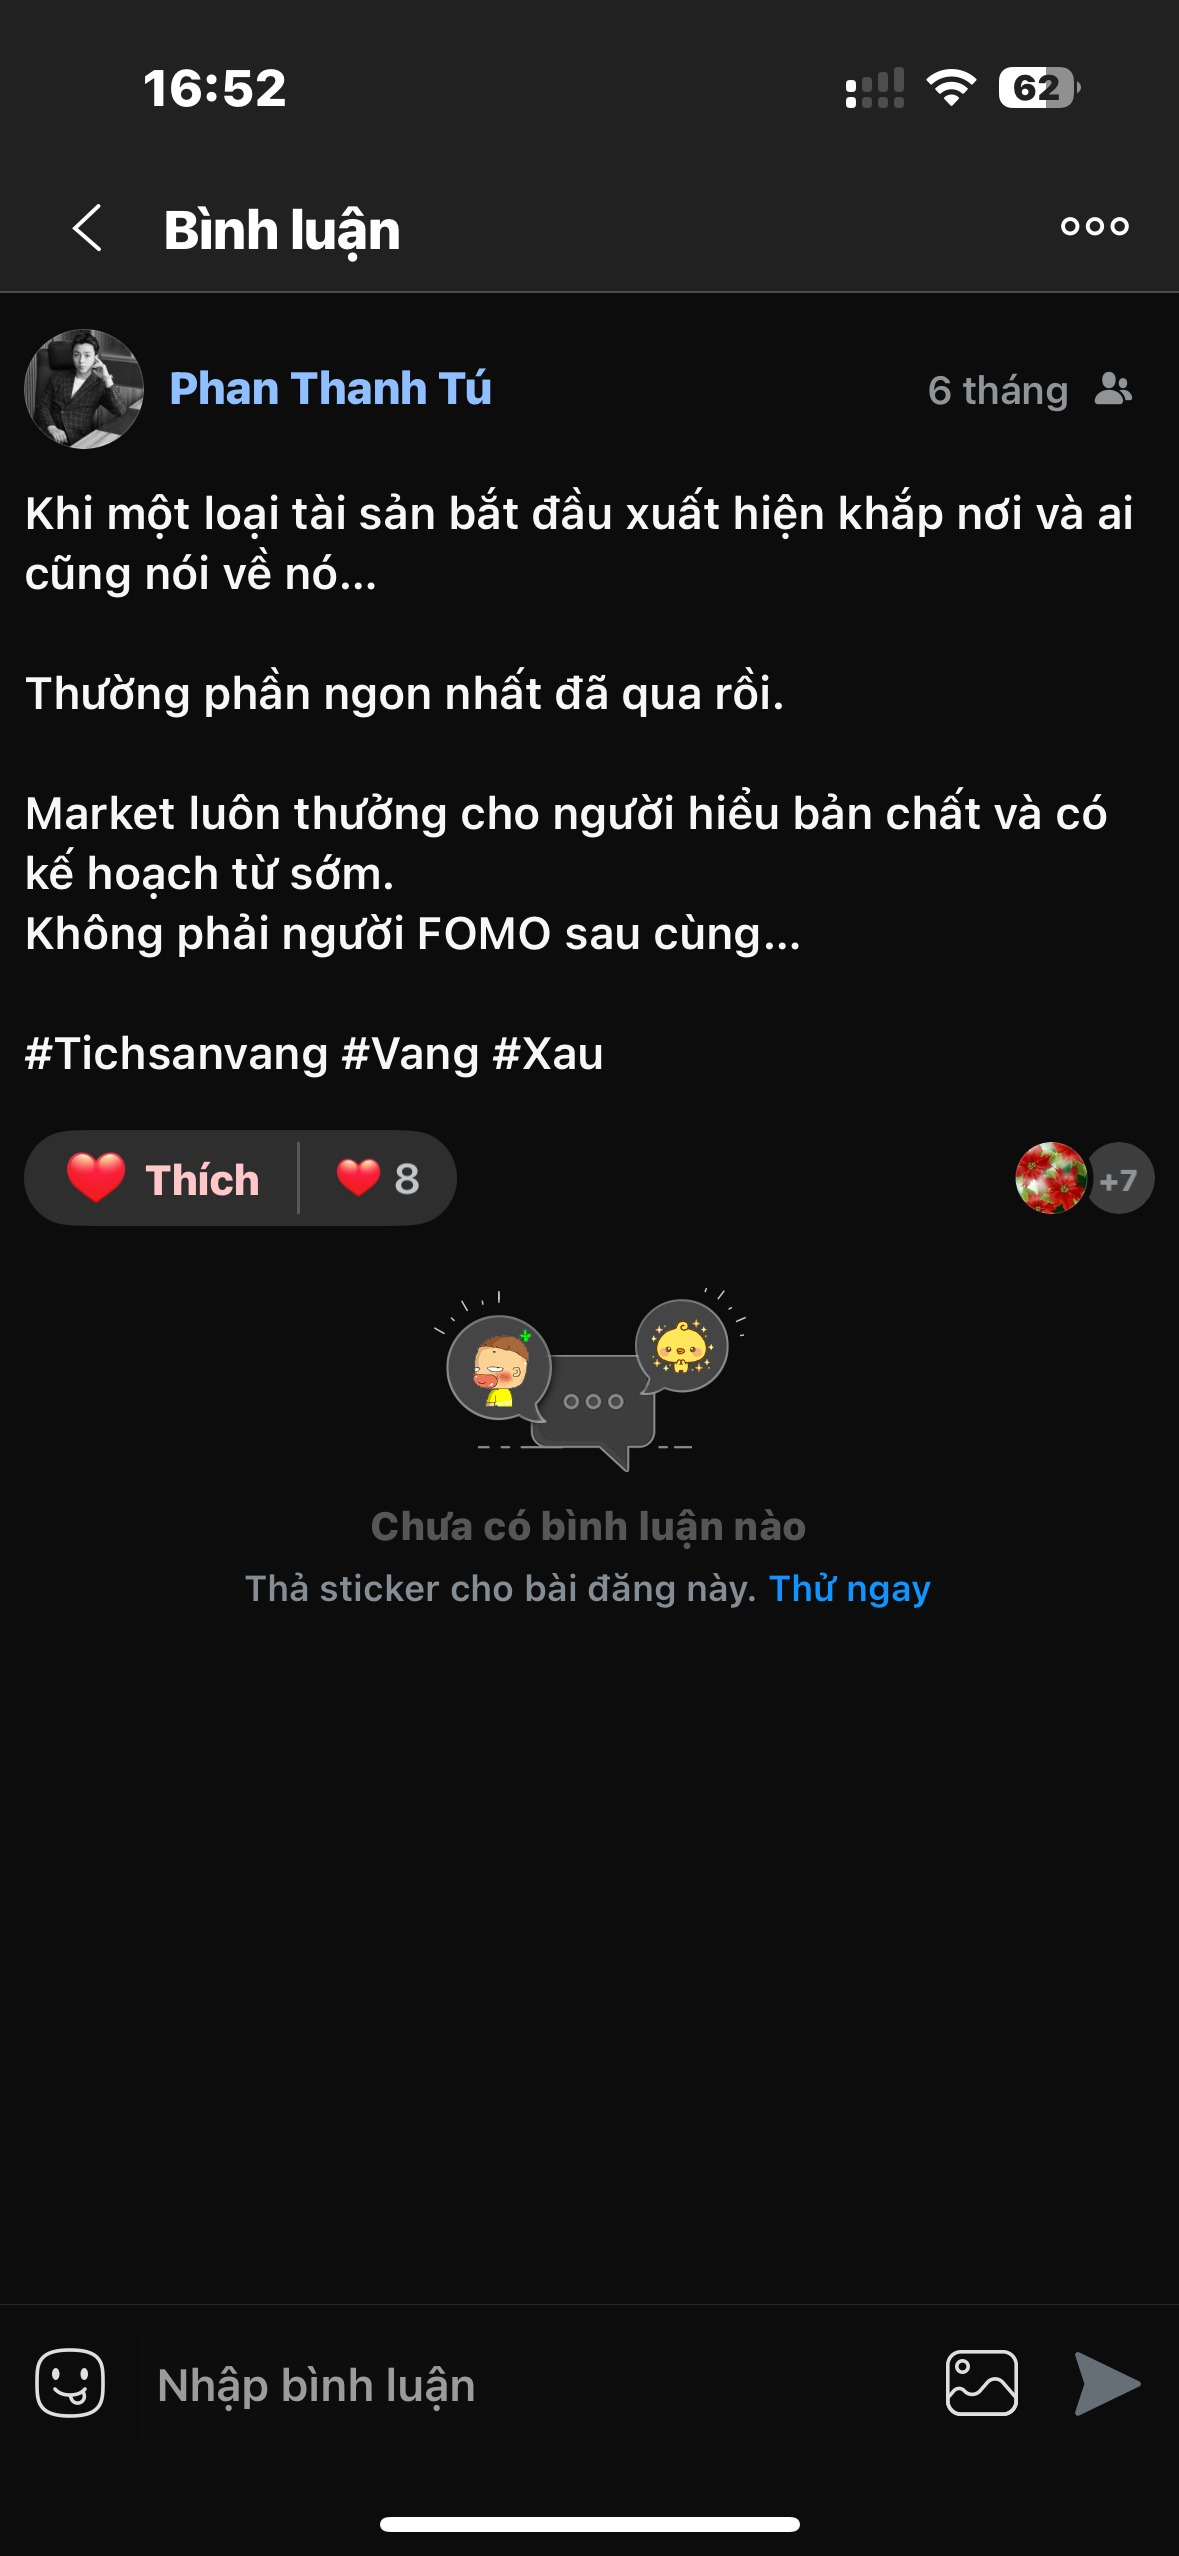 16:52
62
Bình luận
Phan Thanh Tú
6 tháng
Khi một loại tài sản bắt đầu xuất hiện khắp nơi và ai
cũng nói về nó...
Thường phần ngon nhất đã qua rồi.
Market luôn thưởng cho người hiểu bản chất và có
kế hoạch từ sớm.
Không phải người FOMO sau cùng...
#Tichsanvang #Vang #Xau
Thích
8
+7
Chưa có bình luận nào
Thả sticker cho bài đăng này. Thử ngay
Nhập bình luận